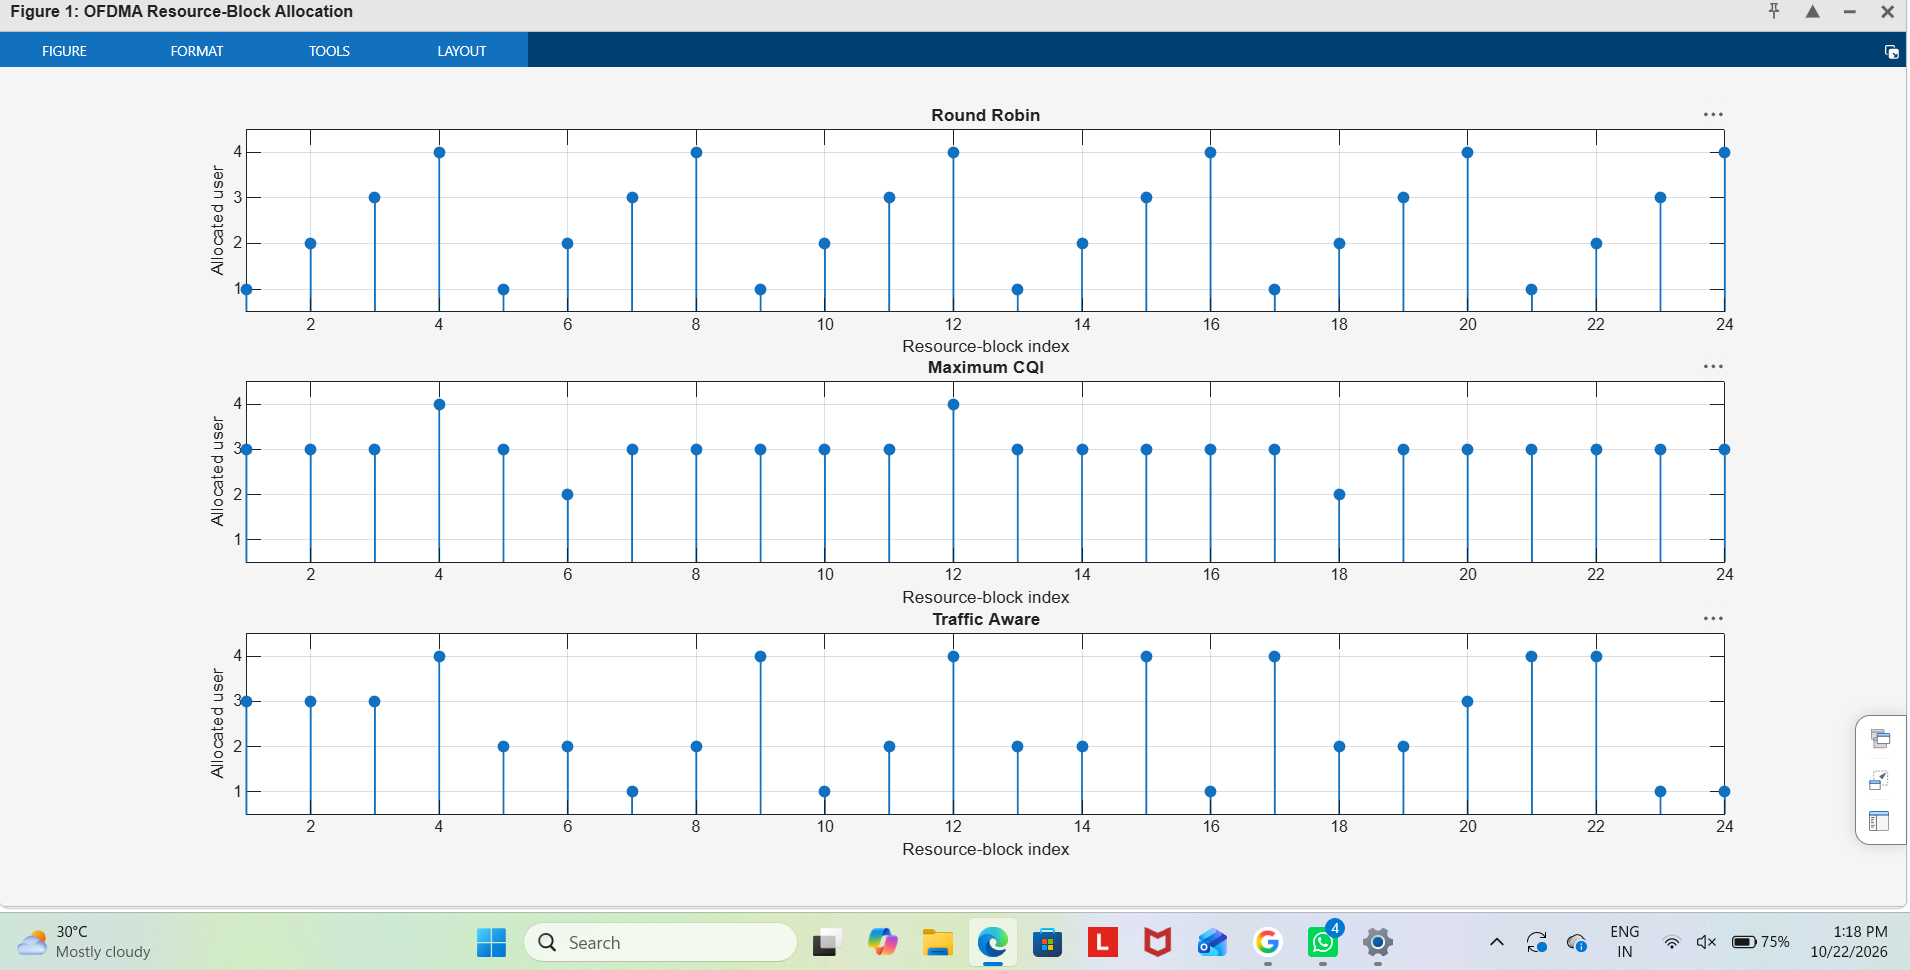 Figure 1: OFDMA Resource-Block Allocation
FIGURE FORMAT TOOLS LAYOUT
Round Robin
Allocated user
4
3
2
1
2 4 6 8 10 12 14 16 18 20 22 24
Resource-block index
Maximum CQI
Allocated user
4
3
2
1
2 4 6 8 10 12 14 16 18 20 22 24
Resource-block index
Traffic Aware
Allocated user
4
3
2
1
2 4 6 8 10 12 14 16 18 20 22 24
Resource-block index
30°C
Mostly cloudy
Search
L
4
ENG
IN
75%
1:18 PM
10/22/2026